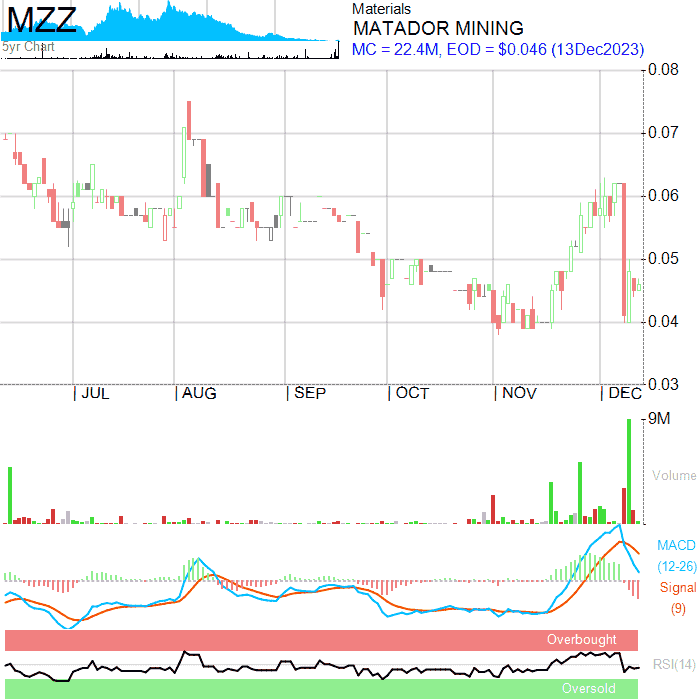 MZZ
5yr Chart
Materials
MATADOR MINING
MC = 22.4M, EOD = $0.046 (13Dec2023)
0.08
0.07
0.06
0.05
0.04
0.03
JUL
AUG
SEP
OCT
NOV
DEC
9M
Volume
MACD
(12-26)
Signal
(9)
Overbought
RSI(14)
Oversold